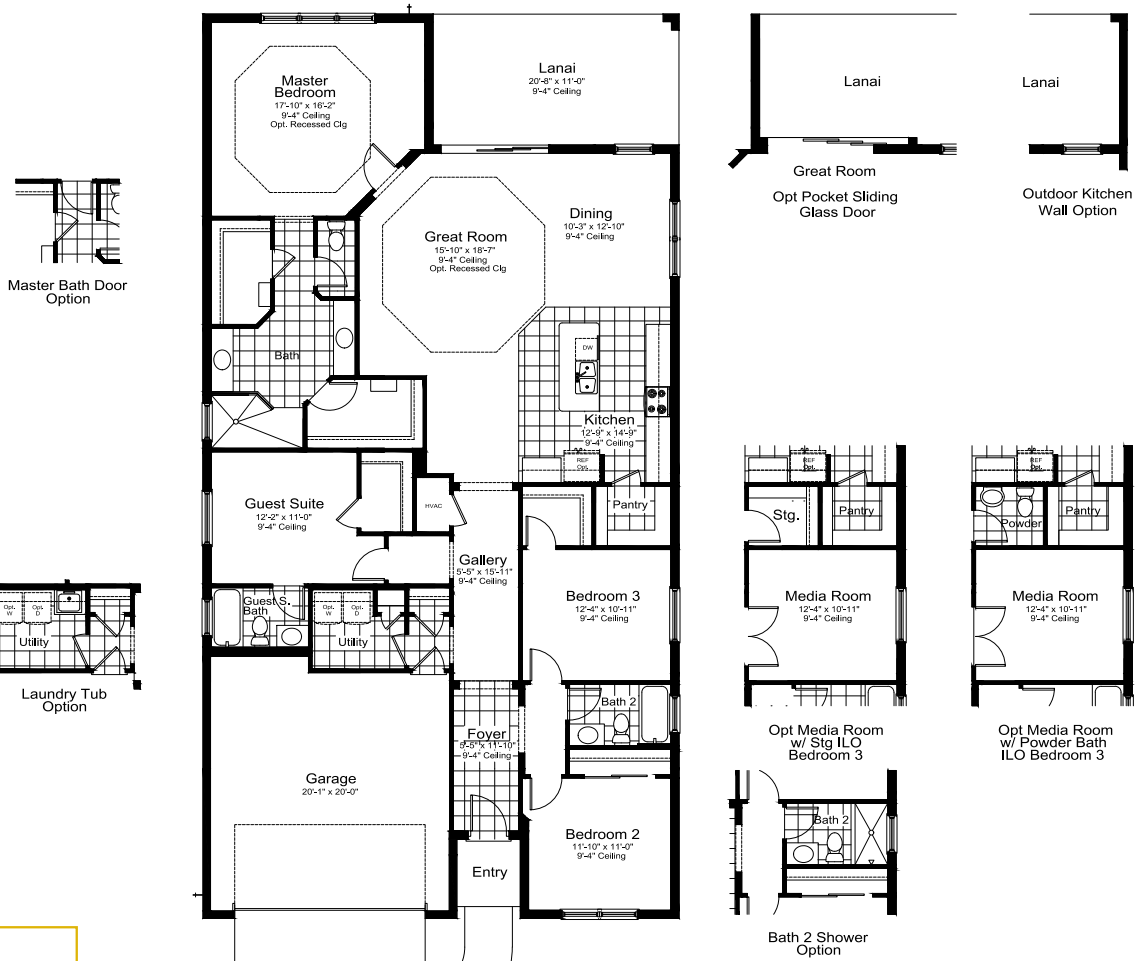 Master
Bedroom
17'-10" x 16'-2"
9'-4" Ceiling
Opt. Recessed Clg
Lanai
20'-8" x 11'-0"
9'-4" Ceiling
Great Room
15'-10" x 18'-7"
9'-4" Ceiling
Opt. Recessed Clg
Dining
10'-3" x 12'-10"
9'-4" Ceiling
Bath
DW
Kitchen
12'-9" x 14'-9"
9'-4" Ceiling
REF
Opt.
Pantry
Guest Suite
12'-2" x 11'-0"
9'-4" Ceiling
HVAC
Gallery
5'-5" x 15'-11"
9'-4" Ceiling
Bedroom 3
12'-4" x 10'-11"
9'-4" Ceiling
Guest S.
Bath
Opt.
W
Opt.
D
Utility
Bath 2
Foyer
5'-5" x 11'-10"
9'-4" Ceiling
Garage
20'-1" x 20'-0"
Bedroom 2
11'-10" x 11'-0"
9'-4" Ceiling
Entry
Master Bath Door
Option
Opt.
W
Opt.
D
Utility
Laundry Tub
Option
Lanai
Great Room
Opt Pocket Sliding
Glass Door
Lanai
Outdoor Kitchen
Wall Option
REF
Opt.
Stg.
Pantry
Media Room
12'-4" x 10'-11"
9'-4" Ceiling
Opt Media Room
w/ Stg ILO
Bedroom 3
REF
Opt.
Powder
Pantry
Media Room
12'-4" x 10'-11"
9'-4" Ceiling
Opt Media Room
w/ Powder Bath
ILO Bedroom 3
Bath 2
Bath 2 Shower
Option